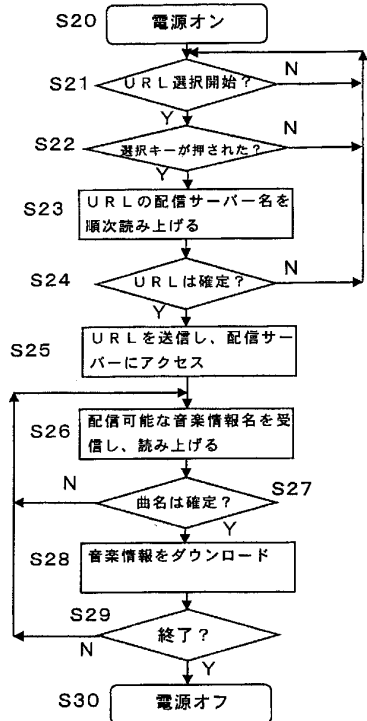 S20 電源オン
S21 URL選択開始? N
Y
S22 選択キーが押された? N
Y
S23 URLの配信サーバー名を
順次読み上げる
S24 URLは確定? N
Y
S25 URLを送信し、配信サー
バーにアクセス
S26 配信可能な音楽情報名を受
信し、読み上げる
N 曲名は確定? S27
Y
S28 音楽情報をダウンロード
S29
N 終了?
Y
S30 電源オフ